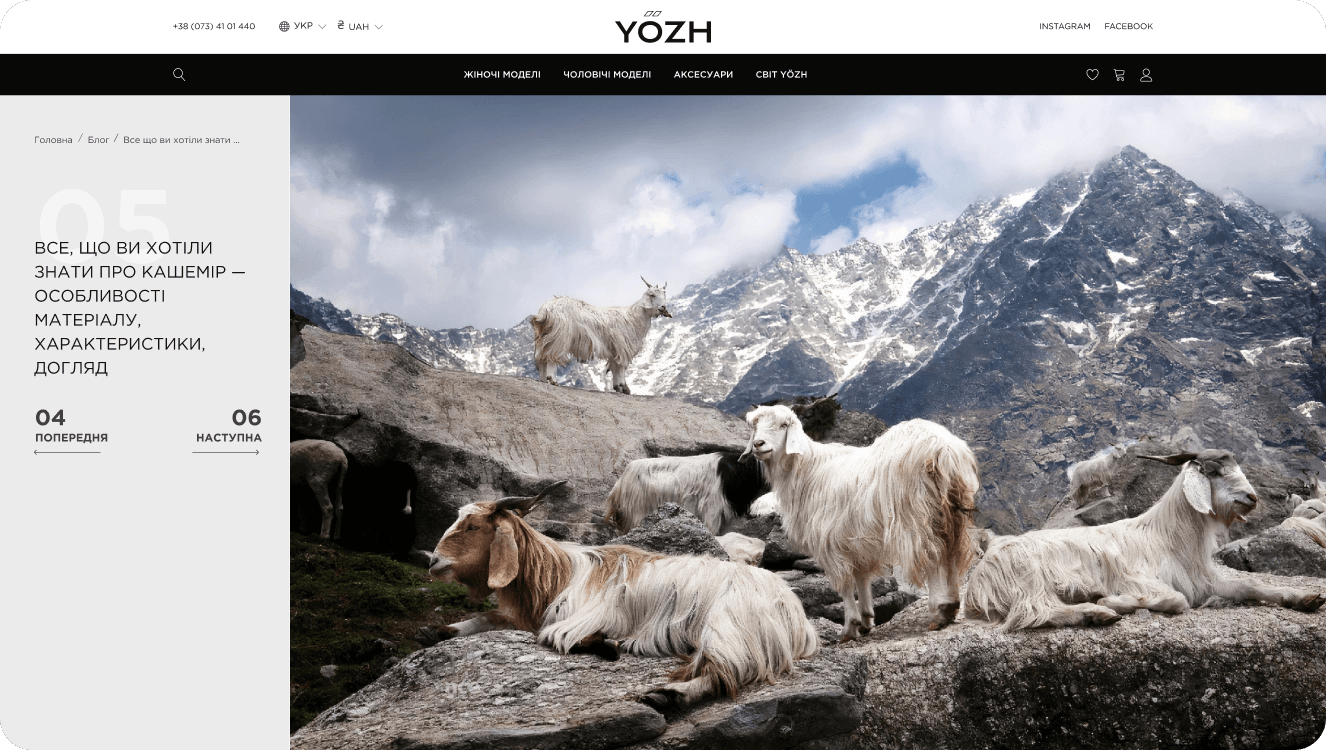 +38 (073) 41 01 440
УКР
₴ UAH
YÖZH
INSTAGRAM
FACEBOOK
ЖІНОЧІ МОДЕЛІ
ЧОЛОВІЧІ МОДЕЛІ
АКСЕСУАРИ
СВІТ YÖZH
Головна / Блог / Все що ви хотіли знати ...
05
ВСЕ, ЩО ВИ ХОТІЛИ
ЗНАТИ ПРО КАШЕМІР —
ОСОБЛИВОСТІ
МАТЕРІАЛУ,
ХАРАКТЕРИСТИКИ,
ДОГЛЯД
04
ПОПЕРЕДНЯ
06
НАСТУПНА